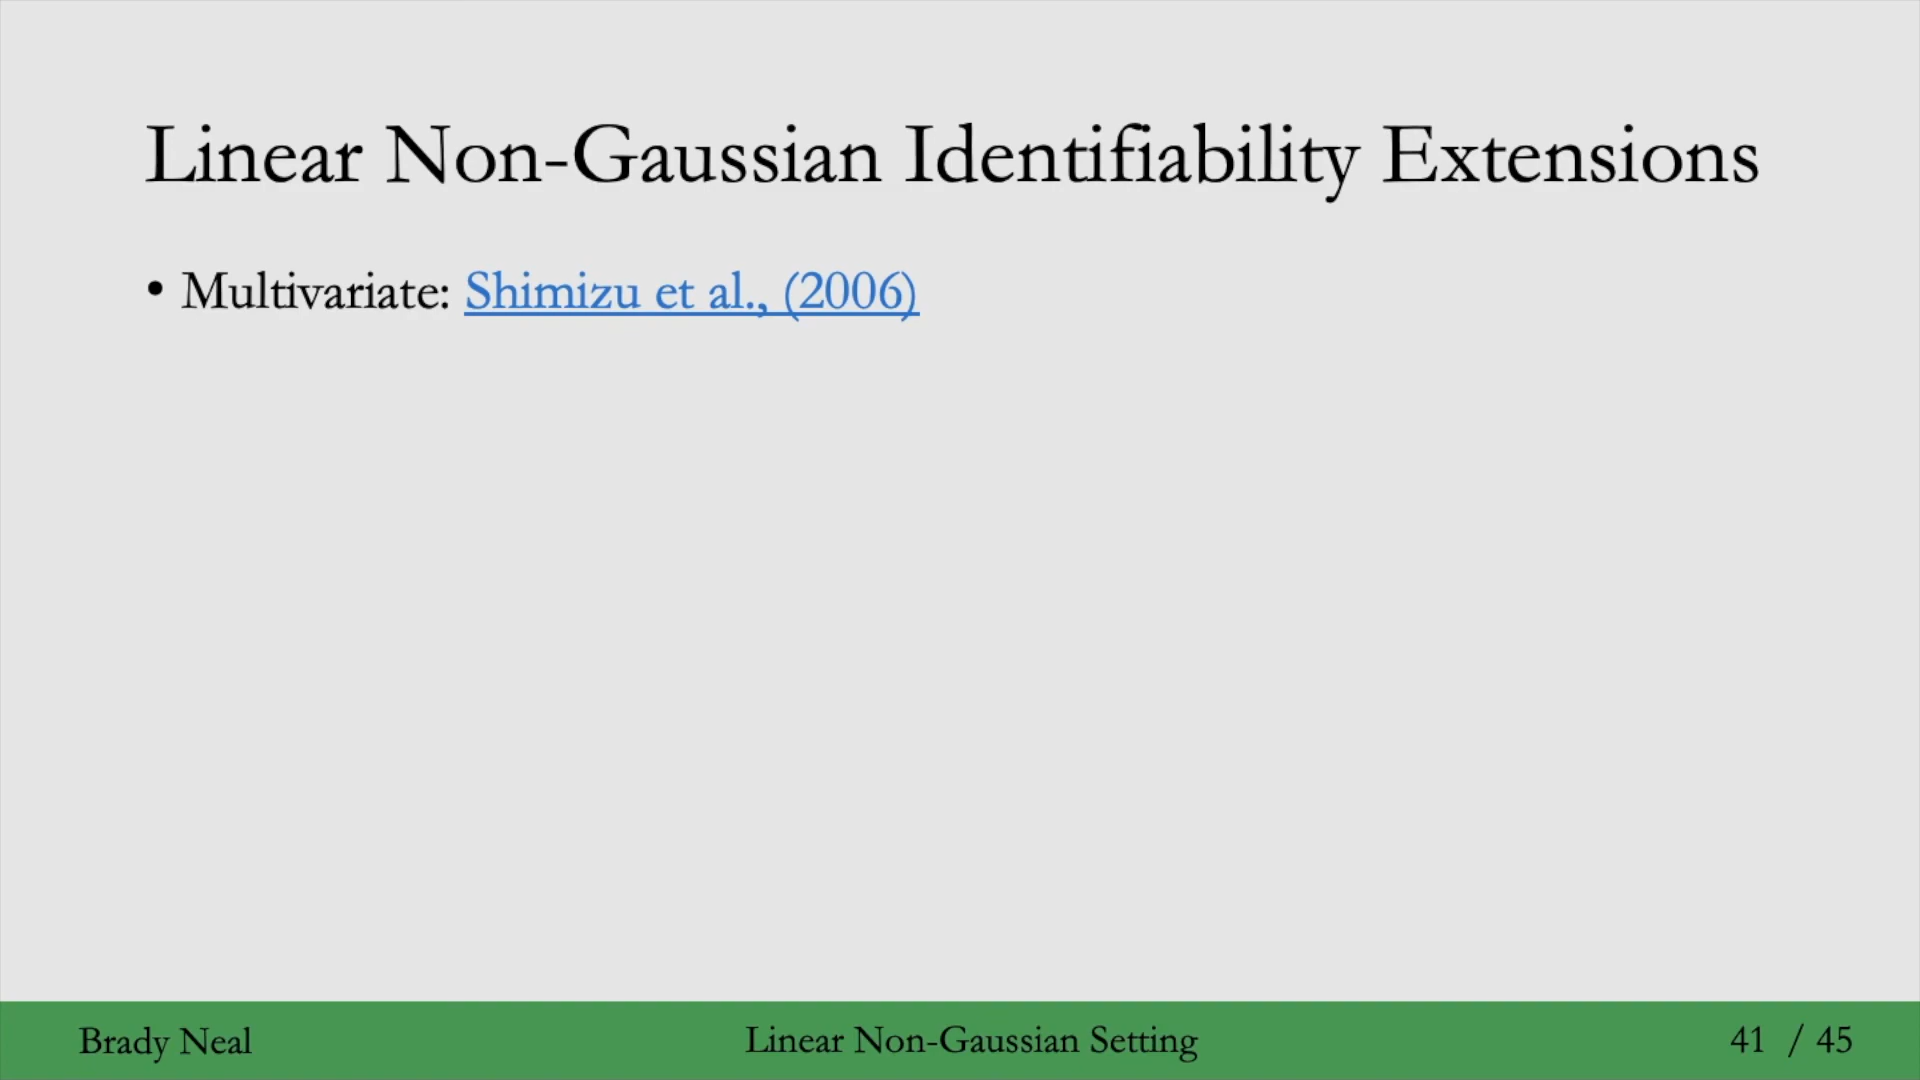 Linear Non-Gaussian Identifiability Extensions
• Multivariate: Shimizu et al., (2006)
Brady Neal
Linear Non-Gaussian Setting
41 / 45